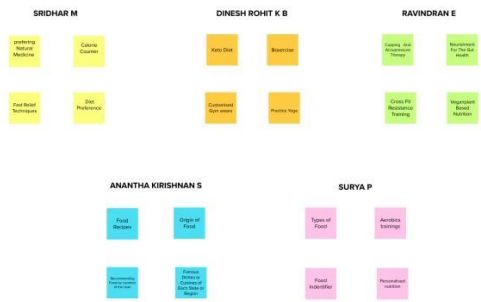 SRIDHAR M
DINESH ROHIT K B
RAVINDRAN E
prefering
Natural
Medicine
Calorie
Counter
Keto Diet
Boxercise
Cupping And
Accupressure
Therapy
Nourishment
For The Gut
Health
Fast Relief
Techniques
Diet
Preference
Customised
Gym wears
Practice Yoga
Cross Fit
Resistance
Training
Vegan/plant
Based
Nutrition
ANANTHA KIRISHNAN S
SURYA P
Food
Recipes
Origin of
Food
Types of
Food
Aerobics
trainings
Famous
Dishes or
Cuisines of
Each State or
Region
Food
Indentifier
Personalised
nutrition